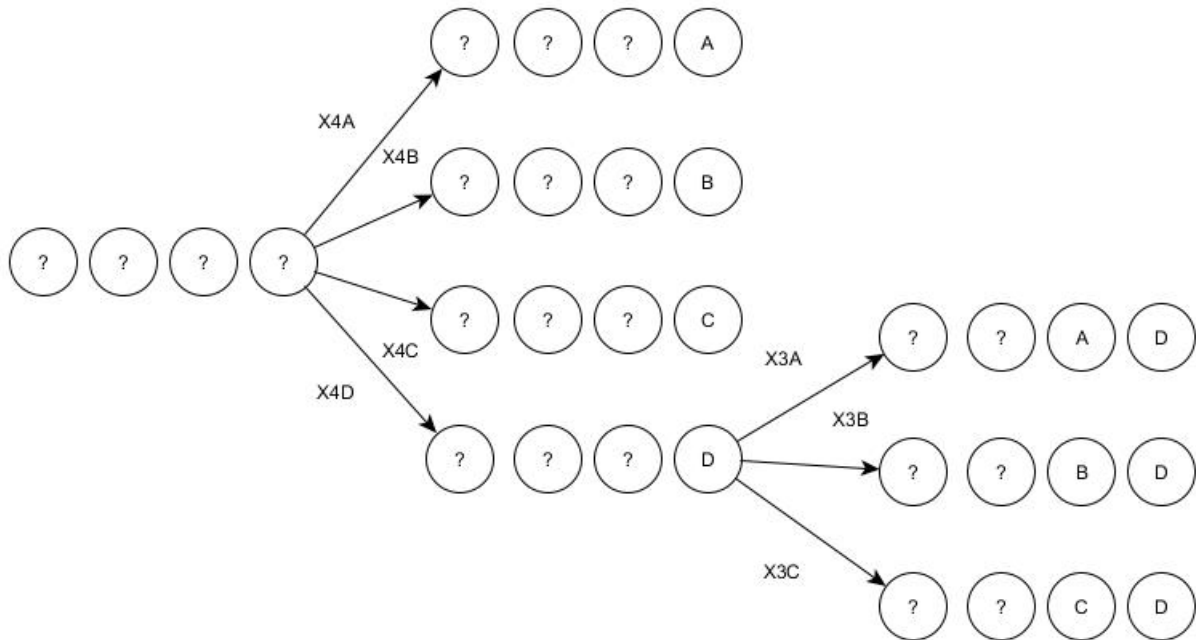 ? ? ? A
X4A
X4B
? ? ? B
? ? ? ?
? ? ? C
X4C
X4D
? ? ? D
X3A
? ? A D
X3B
? ? B D
X3C
? ? C D